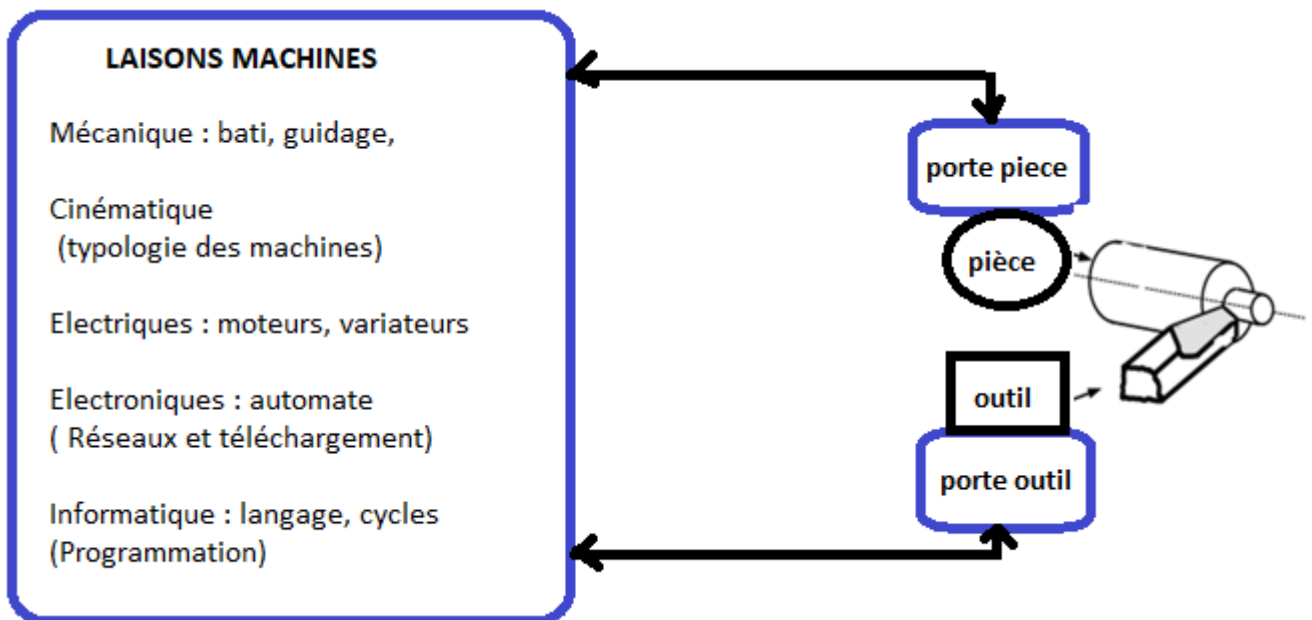 LAISONS MACHINES
Mécanique : bati, guidage,
Cinématique
(typologie des machines)
Electriques : moteurs, variateurs
Electroniques : automate
( Réseaux et téléchargement)
Informatique : langage, cycles
(Programmation)
porte piece
pièce
outil
porte outil